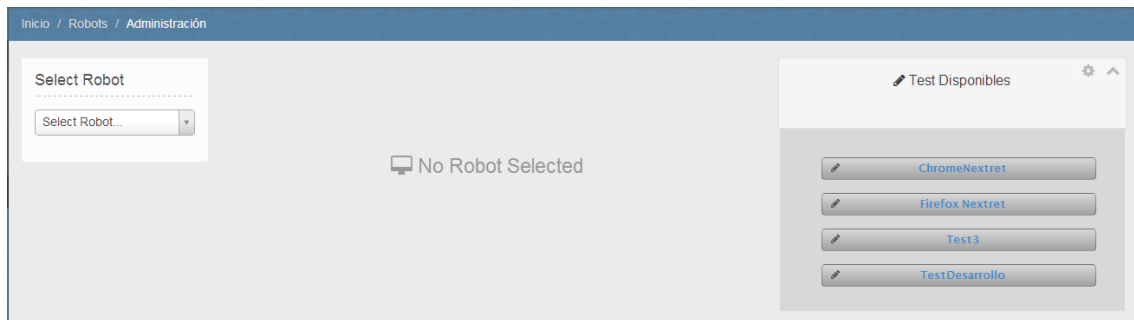 Inicio / Robots / Administración
Select Robot
Select Robot...
No Robot Selected
Test Disponibles
ChromeNextret
Firefox Nextret
Test3
TestDesarrollo